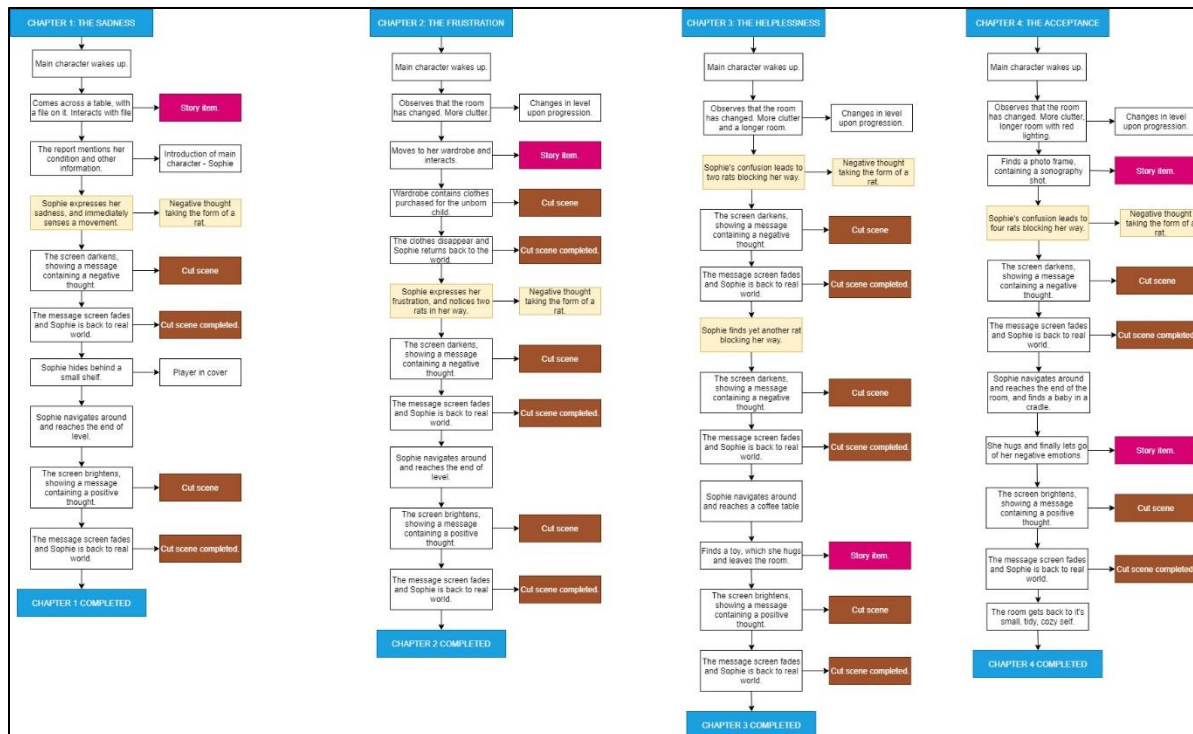 CHAPTER 1: THE SADNESS
Main character wakes up.
Comes across a table, with
a file on it. Interacts with file
Story item.
The report mentions her
condition and other
information.
Introduction of main
character - Sophie
Sophie expresses her
sadness, and immediately
senses a movement.
Negative thought
taking the form of a
rat.
The screen darkens,
showing a message
containing a negative
thought.
Cut scene
The message screen fades
and Sophie is back to real
world.
Cut scene completed.
Sophie hides behind a
small shelf.
Player in cover
Sophie navigates around
and reaches the end of
level.
The screen brightens,
showing a message
containing a positive
thought.
Cut scene
The message screen fades
and Sophie is back to real
world.
Cut scene completed.
CHAPTER 1 COMPLETED
CHAPTER 2: THE FRUSTRATION
Main character wakes up.
Observes that the room
has changed. More clutter.
Changes in level
upon progression.
Moves to her wardrobe and
interacts.
Story item.
Wardrobe contains clothes
purchased for the unborn
child.
Cut scene
The clothes disappear and
Sophie returns back to the
world.
Cut scene completed.
Sophie expresses her
frustration, and notices two
rats in her way.
Negative thought
taking the form of a
rat.
The screen darkens,
showing a message
containing a negative
thought.
Cut scene
The message screen fades
and Sophie is back to real
world.
Cut scene completed.
Sophie navigates around
and reaches the end of
level.
The screen brightens,
showing a message
containing a positive
thought.
Cut scene
The message screen fades
and Sophie is back to real
world.
Cut scene completed.
CHAPTER 2 COMPLETED
CHAPTER 3: THE HELPLESSNESS
Main character wakes up.
Observes that the room
has changed. More clutter
and a longer room.
Changes in level
upon progression.
Sophie's confusion leads to
two rats blocking her way.
Negative thought
taking the form of a
rat.
The screen darkens,
showing a message
containing a negative
thought.
Cut scene
The message screen fades
and Sophie is back to real
world.
Cut scene completed.
Sophie finds yet another rat
blocking her way.
The screen darkens,
showing a message
containing a negative
thought.
Cut scene
The message screen fades
and Sophie is back to real
world.
Cut scene completed.
Sophie navigates around
and reaches a coffee table
Finds a toy, which she hugs
and leaves the room.
Story item.
The screen brightens,
showing a message
containing a positive
thought.
Cut scene
The message screen fades
and Sophie is back to real
world.
Cut scene completed.
CHAPTER 3 COMPLETED
CHAPTER 4: THE ACCEPTANCE
Main character wakes up.
Observes that the room
has changed. More clutter,
longer room with red
lighting.
Changes in level
upon progression.
Finds a photo frame,
containing a sonography
shot.
Story item.
Sophie's confusion leads to
four rats blocking her way.
Negative thought
taking the form of a
rat.
The screen darkens,
showing a message
containing a negative
thought.
Cut scene
The message screen fades
and Sophie is back to real
world.
Cut scene completed.
Sophie navigates around
and reaches the end of the
room, and finds a baby in a
cradle.
She hugs and finally lets go
of her negative emotions.
Story item.
The screen brightens,
showing a message
containing a positive
thought.
Cut scene
The message screen fades
and Sophie is back to real
world.
Cut scene completed.
The room gets back to it's
small, tidy, cozy self.
CHAPTER 4 COMPLETED